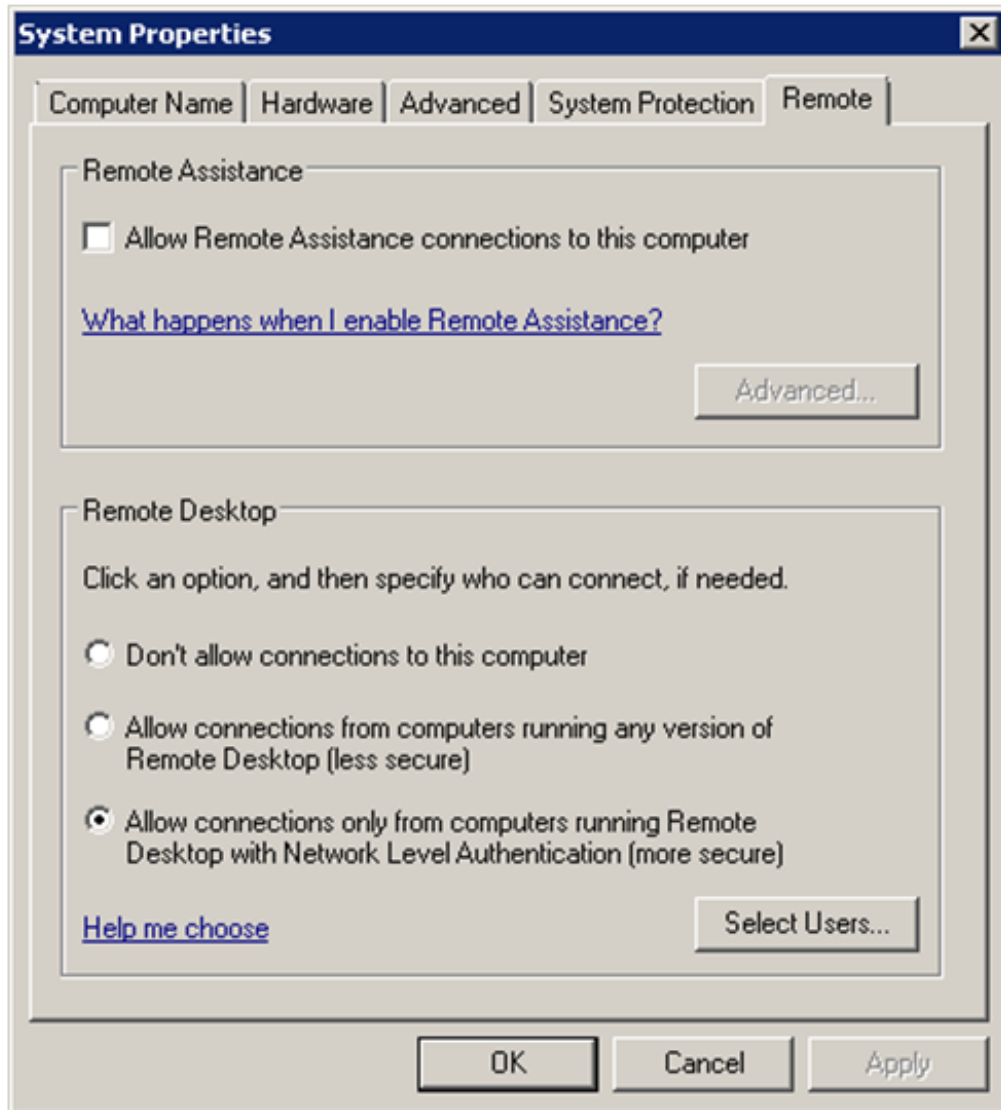 System Properties
Computer Name
Hardware
Advanced
System Protection
Remote
Remote Assistance
Allow Remote Assistance connections to this computer
What happens when I enable Remote Assistance?
Advanced...
Remote Desktop
Click an option, and then specify who can connect, if needed.
Don't allow connections to this computer
Allow connections from computers running any version of
Remote Desktop (less secure)
Allow connections only from computers running Remote
Desktop with Network Level Authentication (more secure)
Help me choose
Select Users...
OK
Cancel
Apply